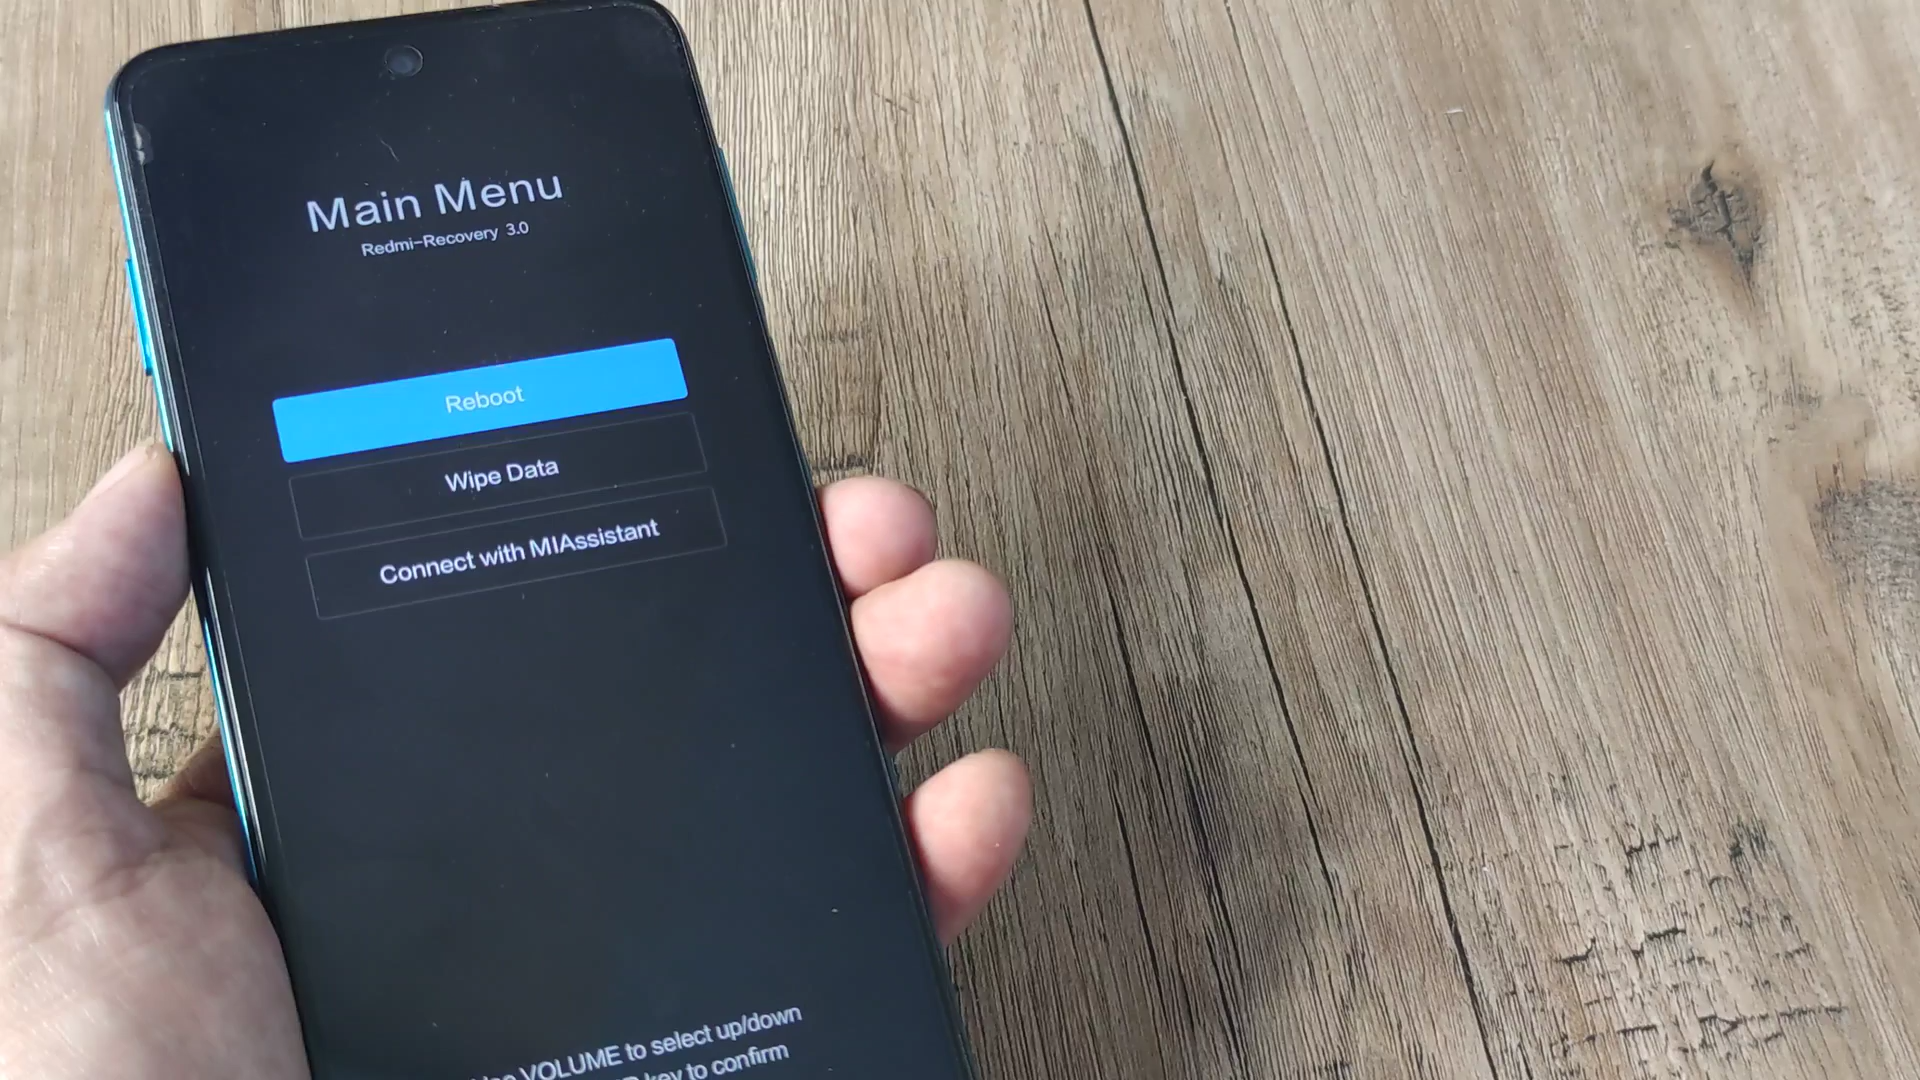 Main Menu
Redmi-Recovery 3.0
Reboot
Wipe Data
Connect with MIAssistant
VOLUME to select up/down
key to confirm